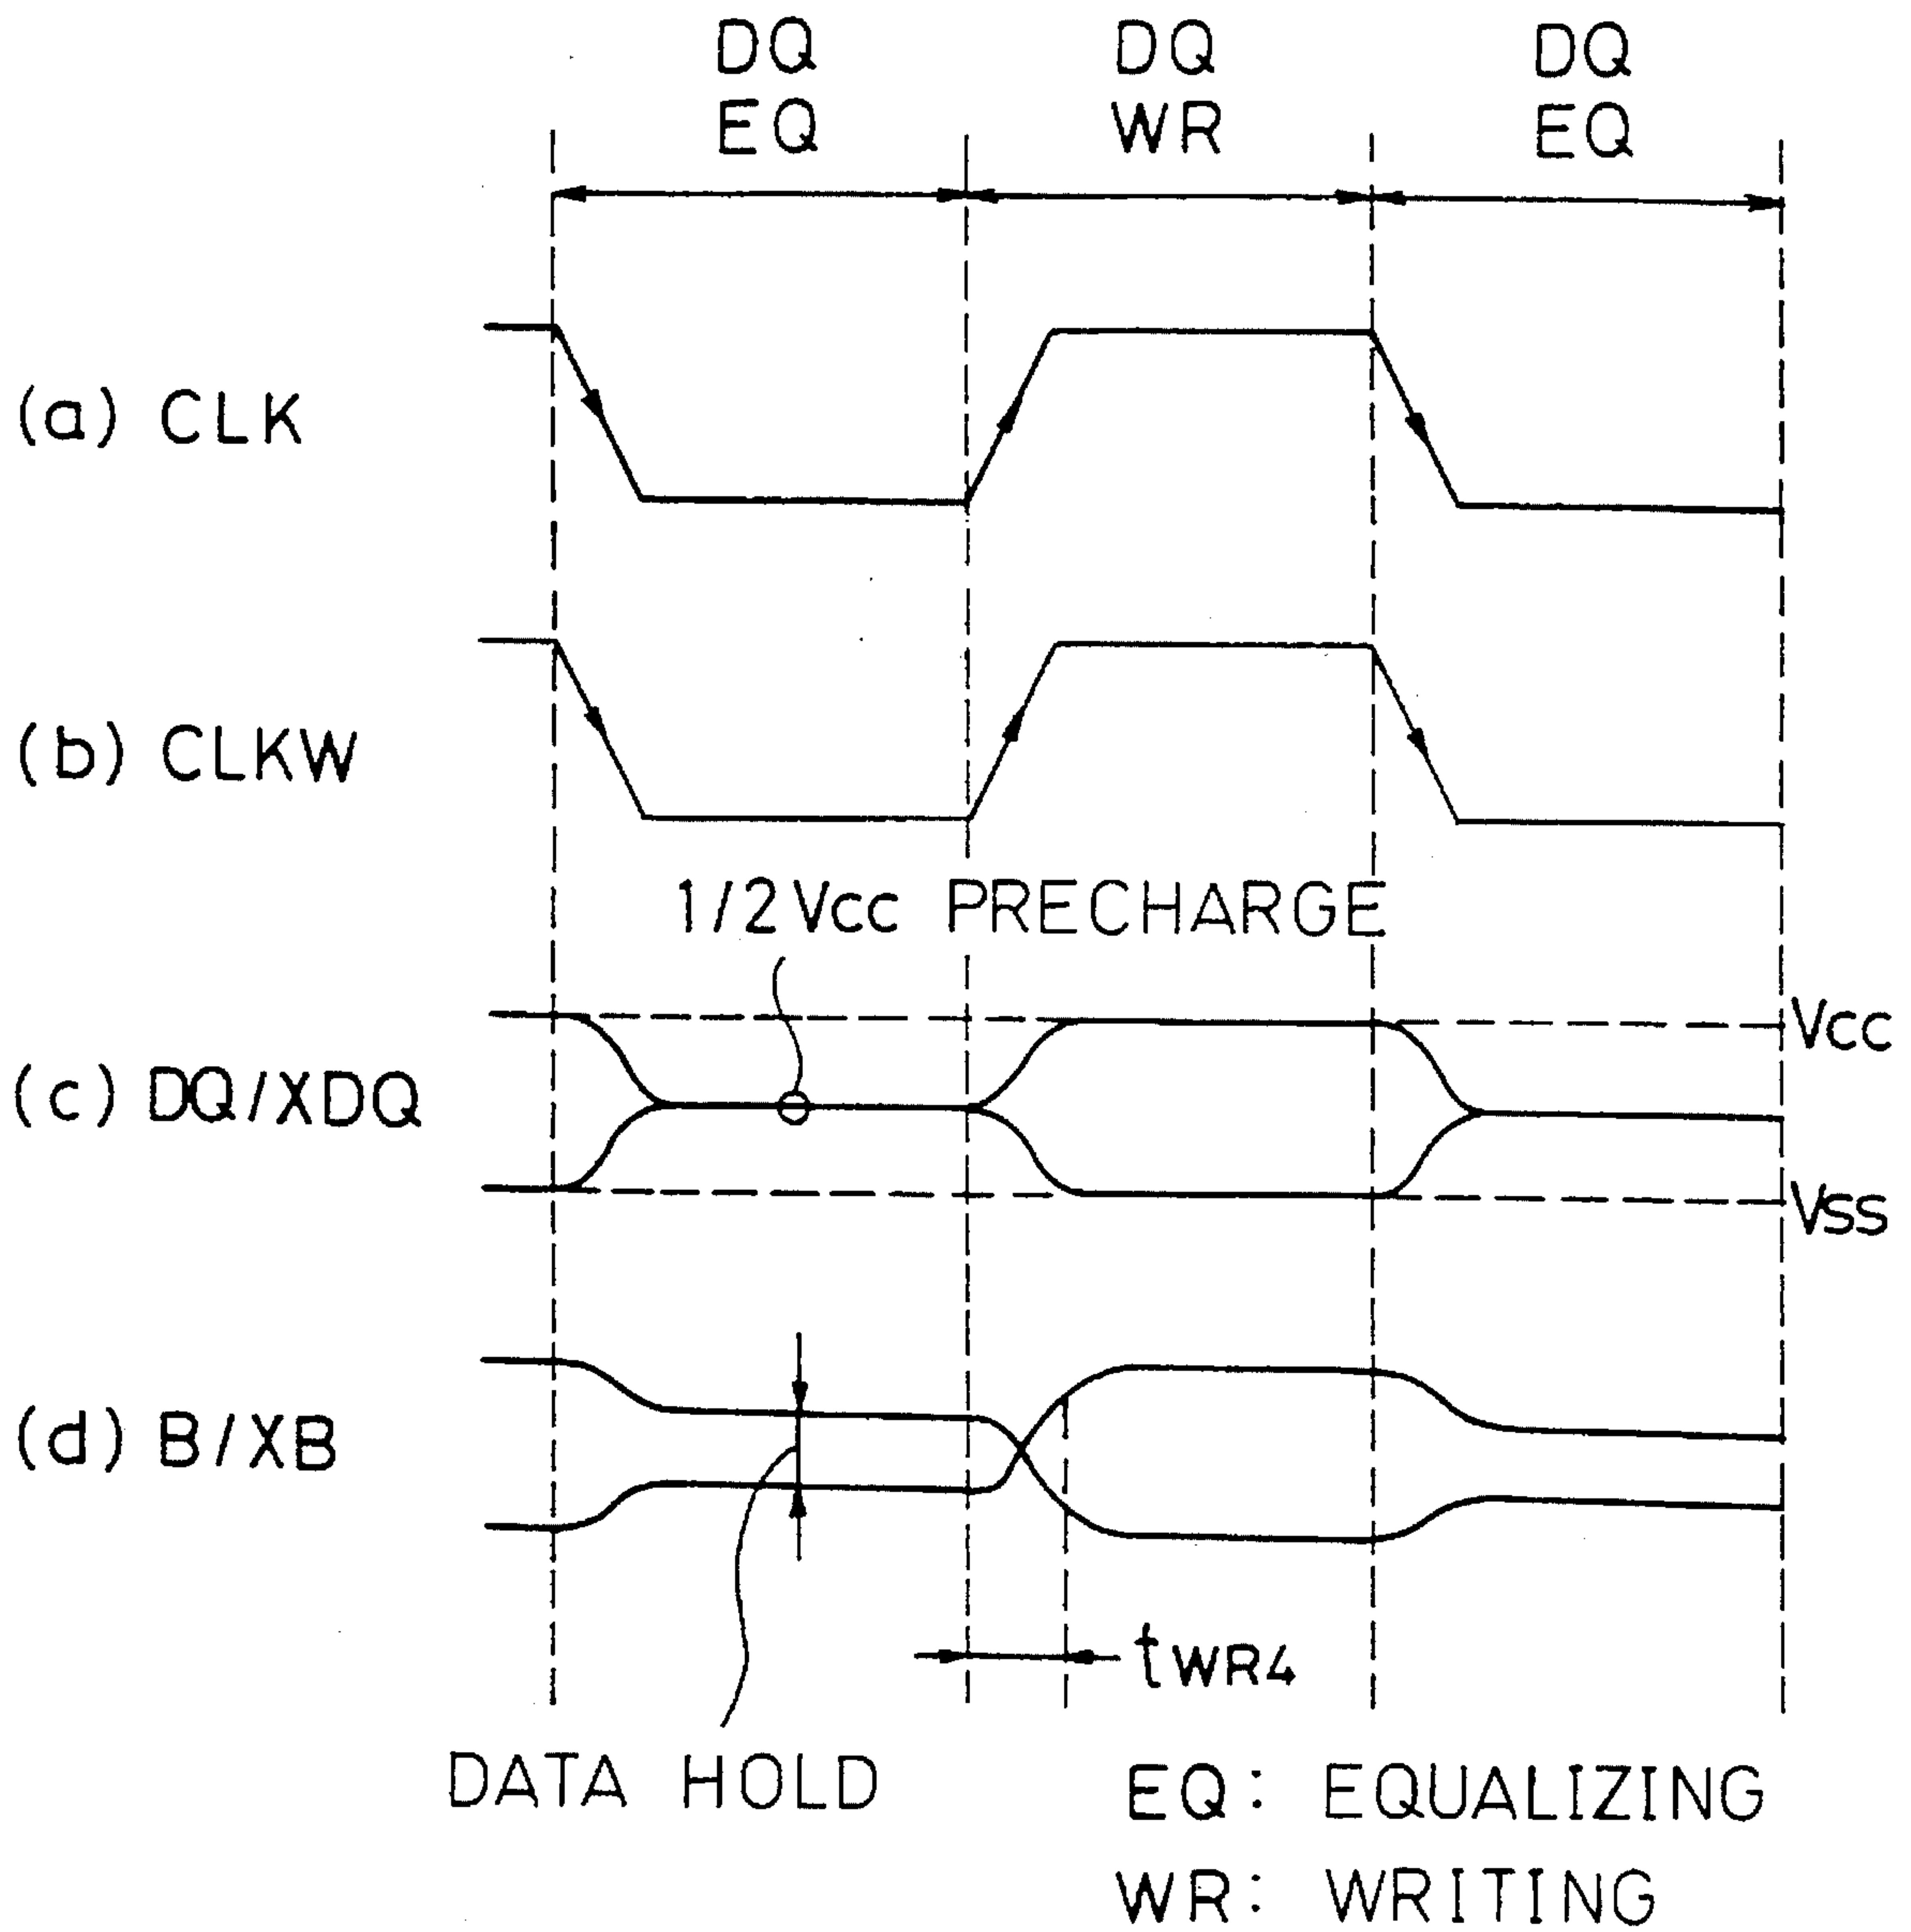 DQ DQ DQ
EQ WR EQ
(a) CLK
(b) CLKW
1/2Vcc PRECHARGE
Vcc
(c) DQ/XDQ
Vss
(d) B/XB
tWR4
DATA HOLD
EQ: EQUALIZING
WR: WRITING